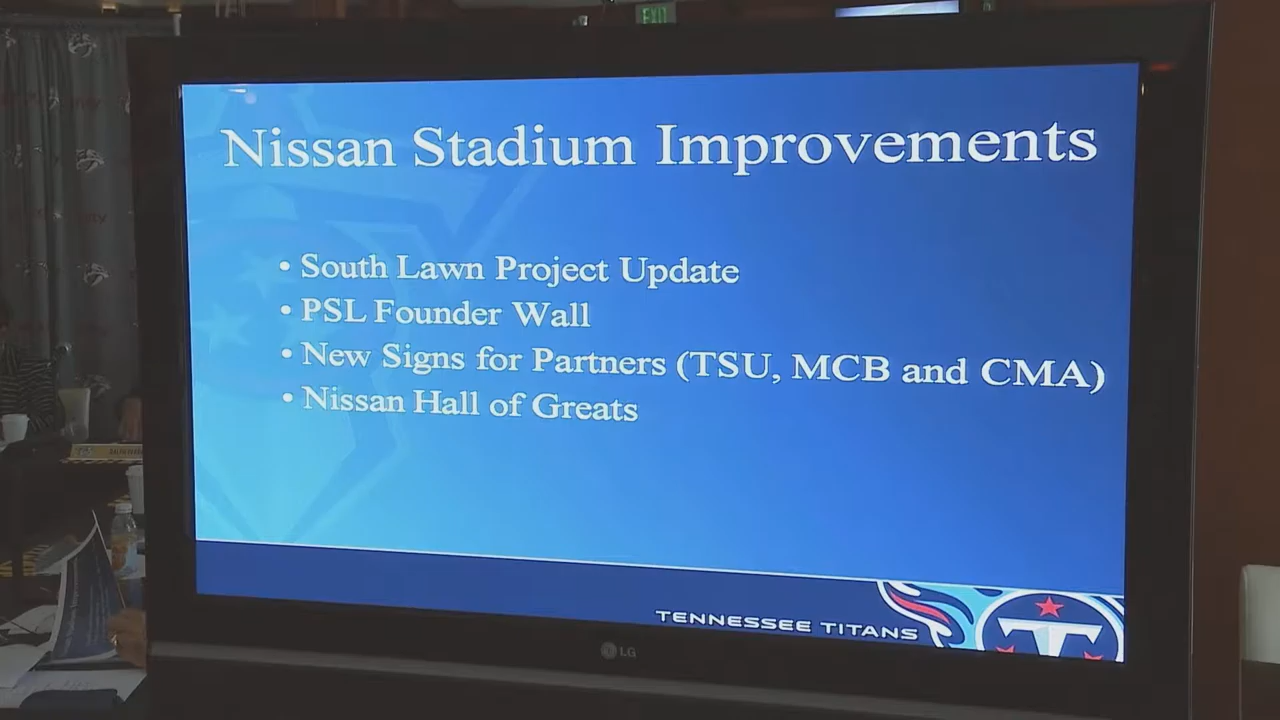 EXIT
Nissan Stadium Improvements
• South Lawn Project Update
• PSL Founder Wall
• New Signs for Partners (TSU, MCB and CMA)
• Nissan Hall of Greats
TENNESSEE TITANS
T
LG